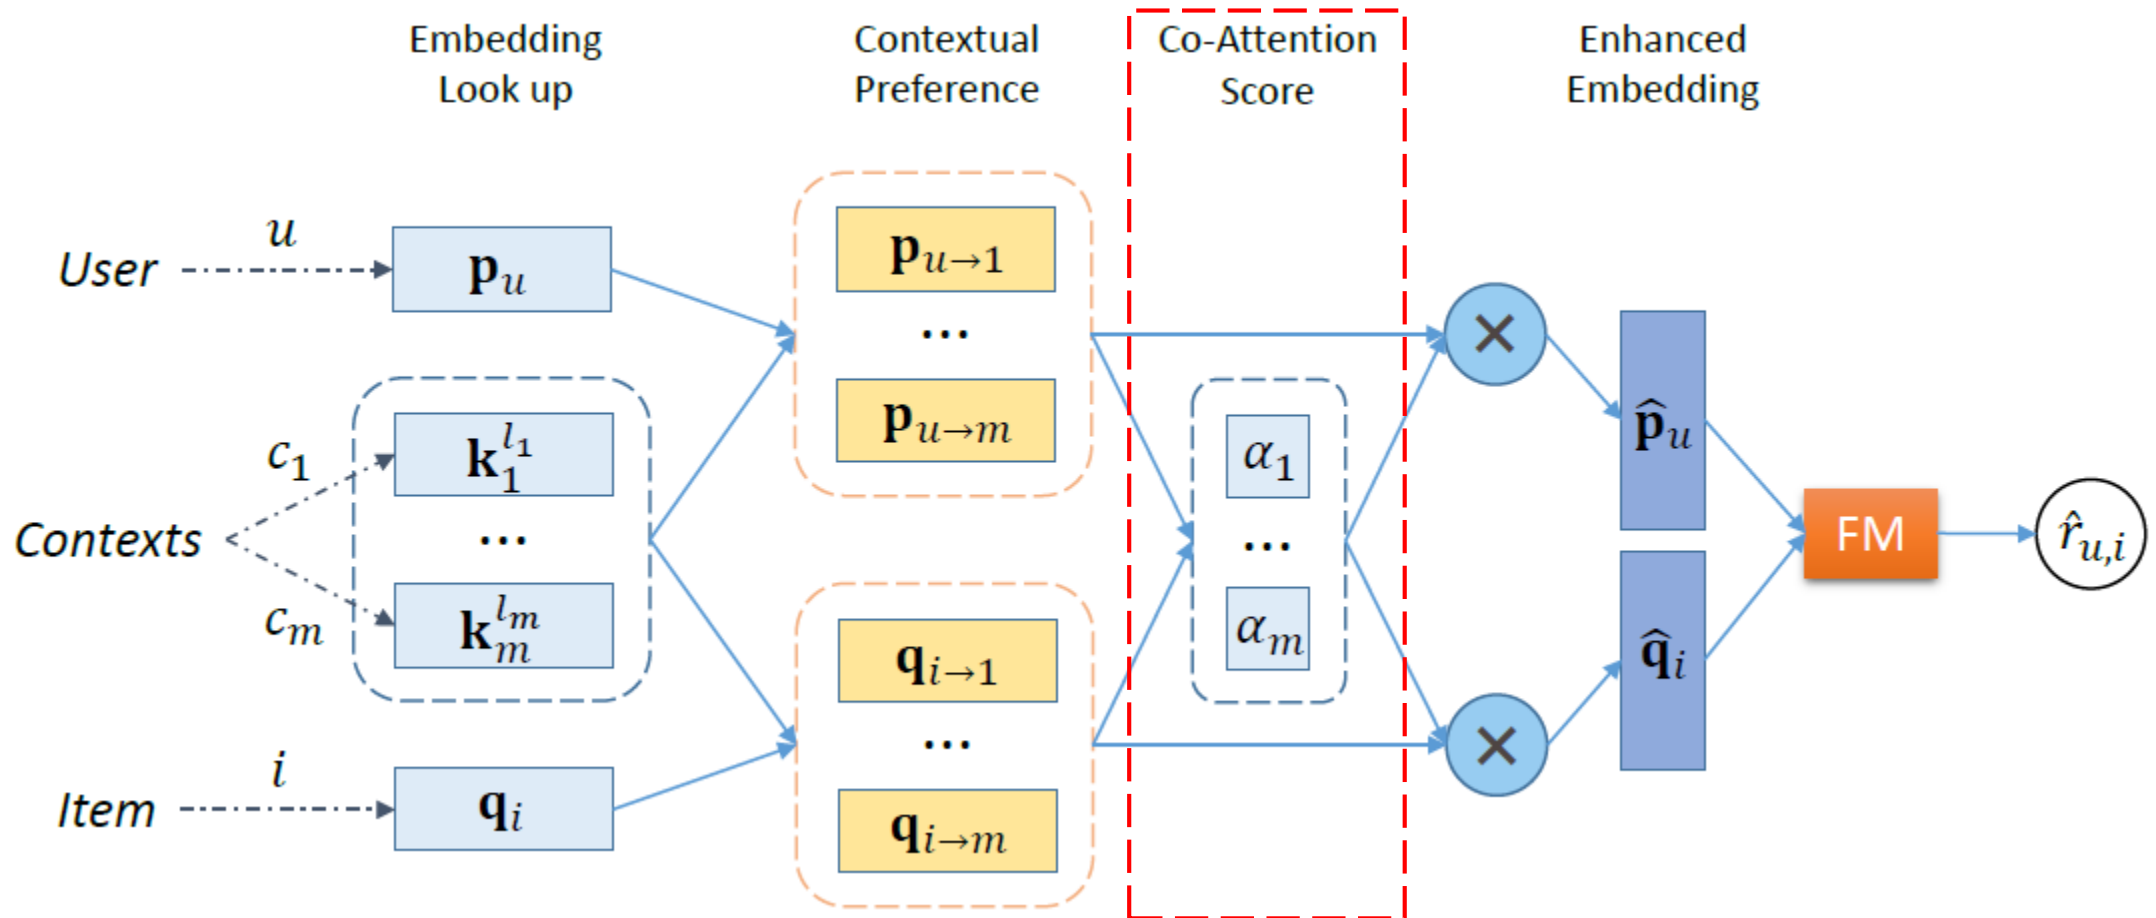 Embedding
Look up
Contextual
Preference
Co-Attention
Score
Enhanced
Embedding
User
u
𝐩_u
Contexts
c_1
c_m
𝐤_1^{l_1}
...
𝐤_m^{l_m}
Item
i
𝐪_i
𝐩_{u→1}
...
𝐩_{u→m}
𝐪_{i→1}
...
𝐪_{i→m}
α_1
...
α_m
×
×
𝐩̂_u
𝐪̂_i
FM
r̂_{u,i}